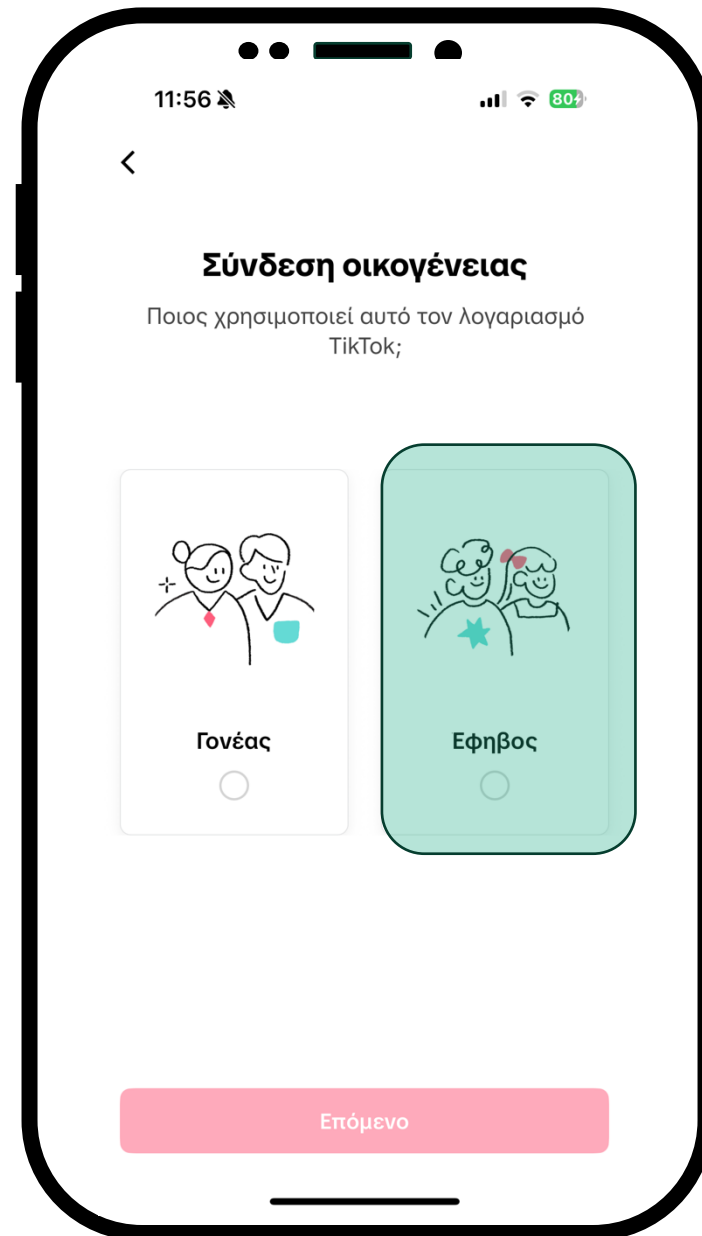 11:56
80
Σύνδεση οικογένειας
Ποιος χρησιμοποιεί αυτό τον λογαριασμό
TikTok;
Γονέας
Εφηβος
Επόμενο